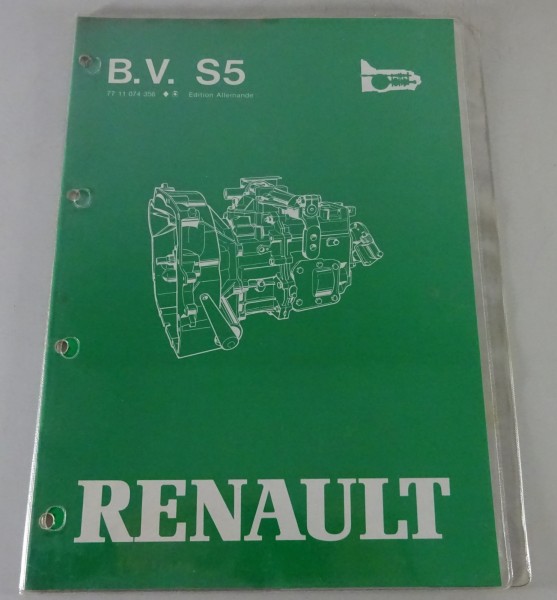 B.V. S5
77 11 074 358 ♦ Edition Allemande
RENAULT